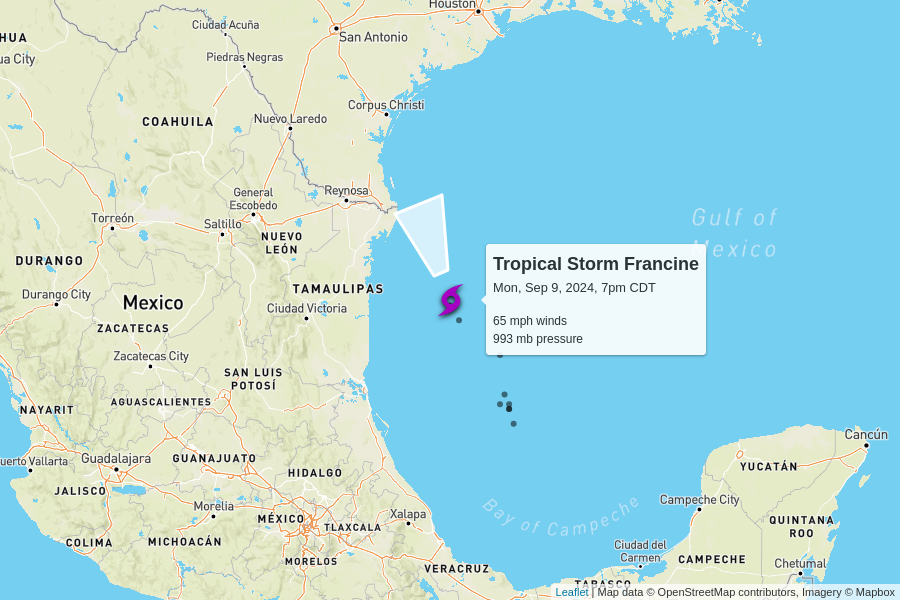 Houston
Ciudad Acuña
San Antonio
HUA
ua City
Piedras Negras
Corpus Christi
COAHUILA
Nuevo Laredo
Reynosa
General
Escobedo
Torreón
Saltillo
NUEVO
LEÓN
Gulf of
Mexico
DURANGO
Tropical Storm Francine
Mon, Sep 9, 2024, 7pm CDT
65 mph winds
993 mb pressure
TAMAULIPAS
Durango City
Mexico
Ciudad Victoria
ZACATECAS
Zacatecas City
SAN LUIS
POTOSÍ
AGUASCALIENTES
NAYARIT
Cancún
uerto Vallarta
Guadalajara
GUANAJUATO
YUCATÁN
HIDALGO
JALISCO
Morelia
Xalapa
Bay of Campeche
Campeche City
MÉXICO
TLAXCALA
QUINTANA
ROO
COLIMA
MICHOACÁN
Ciudad del
Carmen
MORELOS
VERACRUZ
CAMPECHE
Chetumal
TABASCO
Leaflet | Map data © OpenStreetMap contributors, Imagery © Mapbox